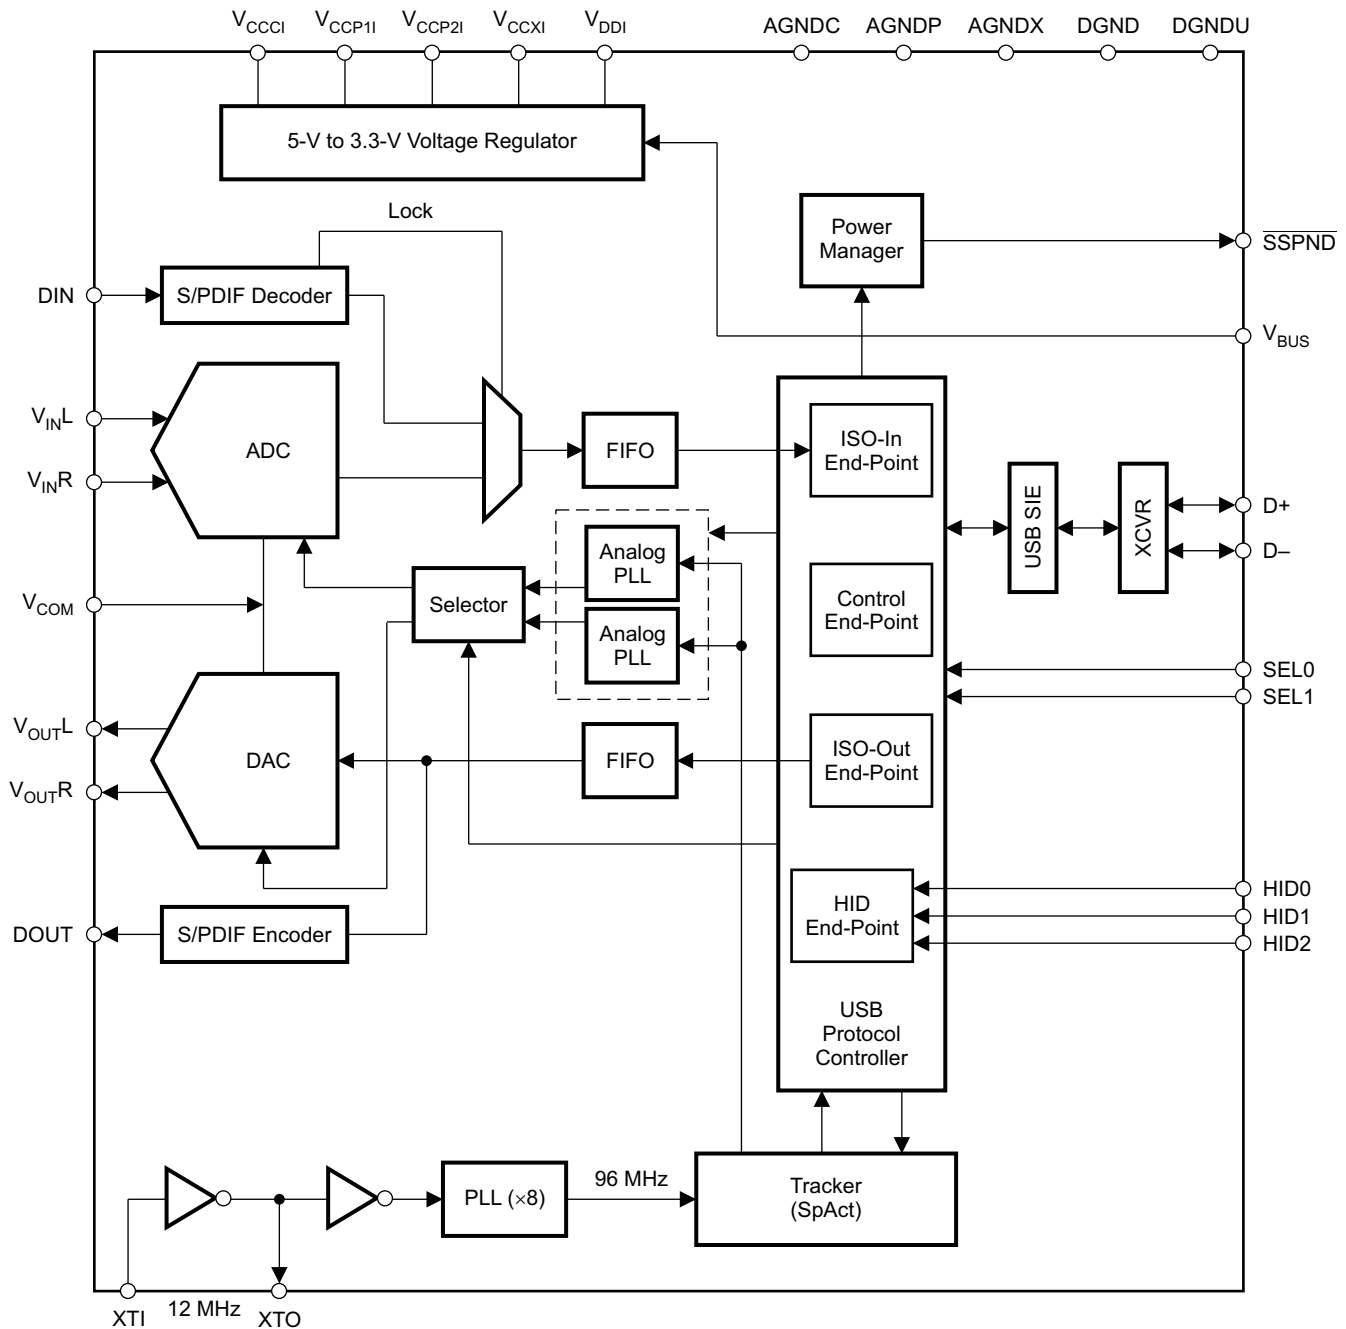 VCCCI VCCP1I VCCP2I VCCXI VDDI AGNDC AGNDP AGNDX DGND DGNDU
5-V to 3.3-V Voltage Regulator
Lock
Power
Manager
SSPND
DIN
S/PDIF Decoder
VBUS
VINL
VINR
ADC
FIFO
ISO-In
End-Point
USB SIE
XCVR
D+
D–
Analog
PLL
Selector
Analog
PLL
Control
End-Point
VCOM
SEL0
SEL1
VOUTL
VOUTR
DAC
FIFO
ISO-Out
End-Point
HID
End-Point
HID0
HID1
HID2
DOUT
S/PDIF Encoder
USB
Protocol
Controller
PLL (×8)
96 MHz
Tracker
(SpAct)
XTI
12 MHz
XTO